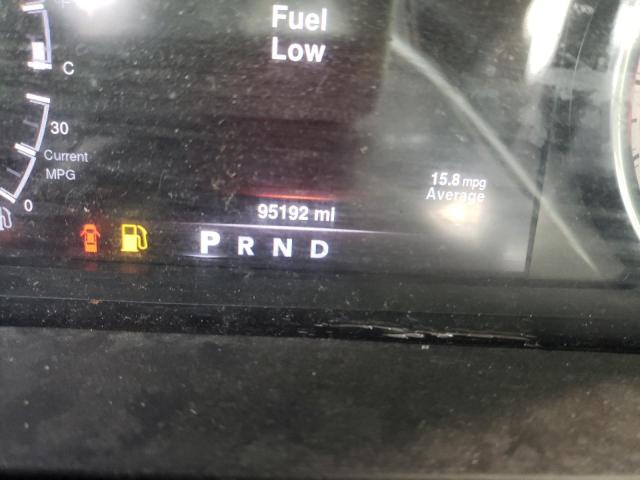 Fuel
Low
C
30
Current
MPG
0
15.8 mpg
Average
95192 mi
P R N D